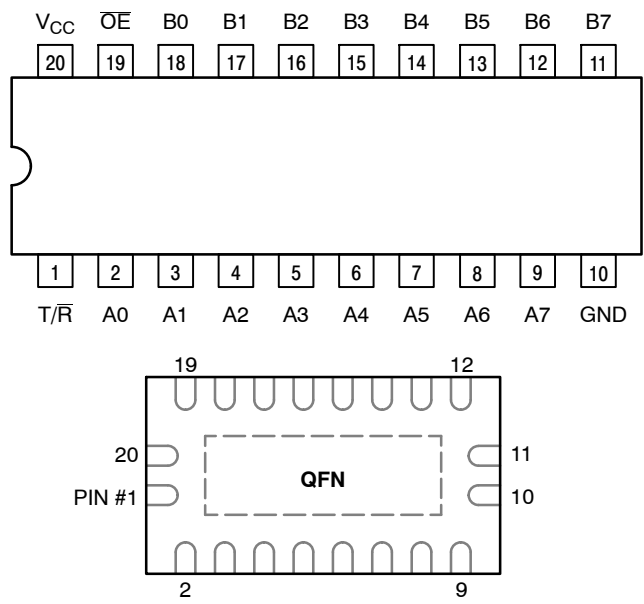 V_CC O̅E̅ B0 B1 B2 B3 B4 B5 B6 B7
20 19 18 17 16 15 14 13 12 11
1 2 3 4 5 6 7 8 9 10
T/R̅ A0 A1 A2 A3 A4 A5 A6 A7 GND
19 12
20 11
QFN
PIN #1 10
2 9